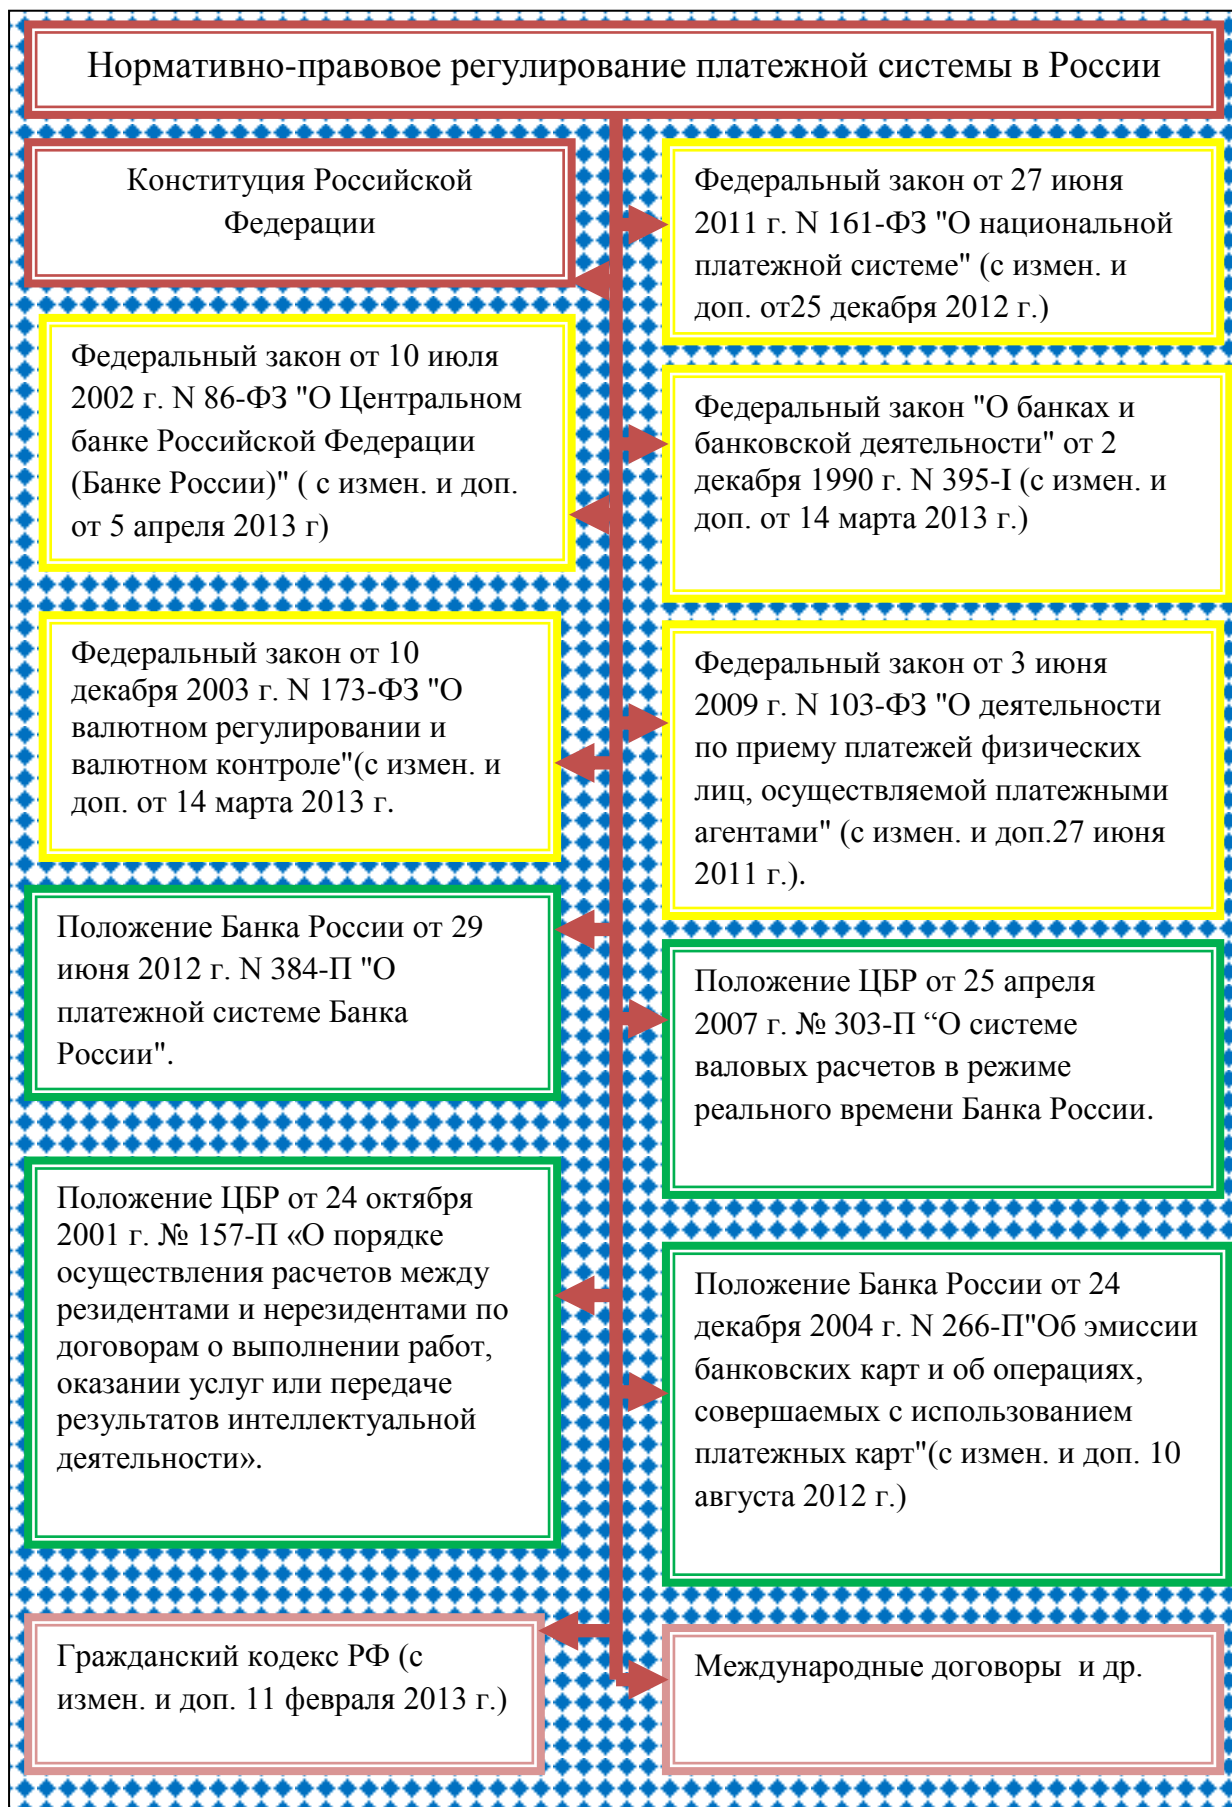 Нормативно-правовое регулирование платежной системы в России
Конституция Российской
Федерации
Федеральный закон от 27 июня
2011 г. N 161-ФЗ "О национальной
платежной системе" (с измен. и
доп. от25 декабря 2012 г.)
Федеральный закон от 10 июля
2002 г. N 86-ФЗ "О Центральном
банке Российской Федерации
(Банке России)" ( с измен. и доп.
от 5 апреля 2013 г)
Федеральный закон "О банках и
банковской деятельности" от 2
декабря 1990 г. N 395-I (с измен. и
доп. от 14 марта 2013 г.)
Федеральный закон от 10
декабря 2003 г. N 173-ФЗ "О
валютном регулировании и
валютном контроле"(с измен. и
доп. от 14 марта 2013 г.
Федеральный закон от 3 июня
2009 г. N 103-ФЗ "О деятельности
по приему платежей физических
лиц, осуществляемой платежными
агентами" (с измен. и доп.27 июня
2011 г.).
Положение Банка России от 29
июня 2012 г. N 384-П "О
платежной системе Банка
России".
Положение ЦБР от 25 апреля
2007 г. № 303-П “О системе
валовых расчетов в режиме
реального времени Банка России.
Положение ЦБР от 24 октября
2001 г. № 157-П «О порядке
осуществления расчетов между
резидентами и нерезидентами по
договорам о выполнении работ,
оказании услуг или передаче
результатов интеллектуальной
деятельности».
Положение Банка России от 24
декабря 2004 г. N 266-П"Об эмиссии
банковских карт и об операциях,
совершаемых с использованием
платежных карт"(с измен. и доп. 10
августа 2012 г.)
Гражданский кодекс РФ (с
измен. и доп. 11 февраля 2013 г.)
Международные договоры  и др.